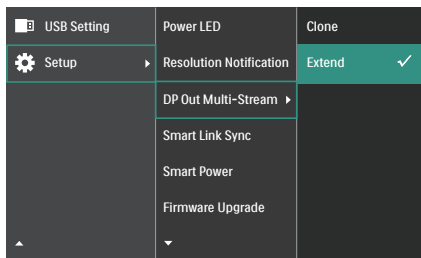 USB Setting
Setup
Power LED
Resolution Notification
DP Out Multi-Stream
Smart Link Sync
Smart Power
Firmware Upgrade
Clone
Extend